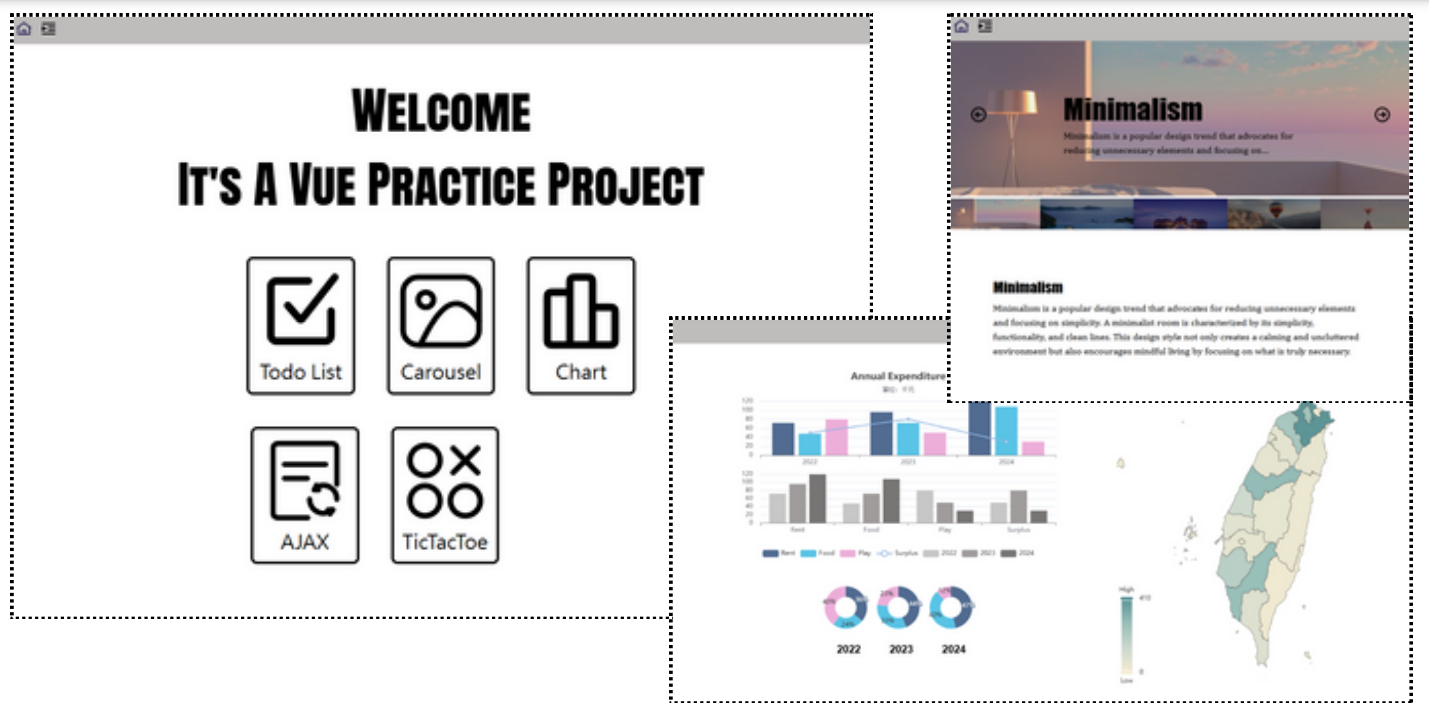 Welcome
It's A Vue Practice Project
Todo List
Carousel
Chart
AJAX
TicTacToe
Minimalism
Minimalism is a popular design trend that advocates for
reducing unnecessary elements and focusing on...
Minimalism
Minimalism is a popular design trend that advocates for reducing unnecessary elements
and focusing on simplicity. A minimalist room is characterized by its simplicity,
functionality, and clean lines. This design style not only creates a calming and uncluttered
environment but also encourages mindful living by focusing on what is truly necessary.
Annual Expenditure
120
100
80
60
40
20
0
2022
2023
2024
120
100
80
60
40
20
0
Rent
Food
Play
Surplus
Rent Food Play Surplus 2022 2023 2024
2022
2023
2024
High
410
0
Low